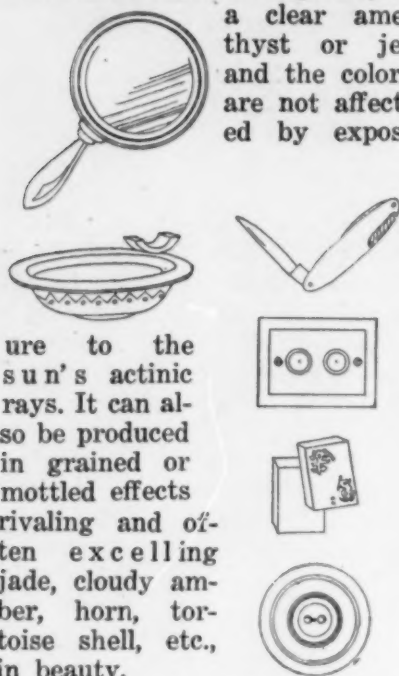 a clear ame
thyst or je
and the color
are not affect
ed by expos
ure to the
sun's actinic
rays. It can al-
so be produced
in grained or
mottled effects
rivaling and of-
ten excelling
jade, cloudy am-
ber, horn, tor-
toise shell, etc.,
in beauty.